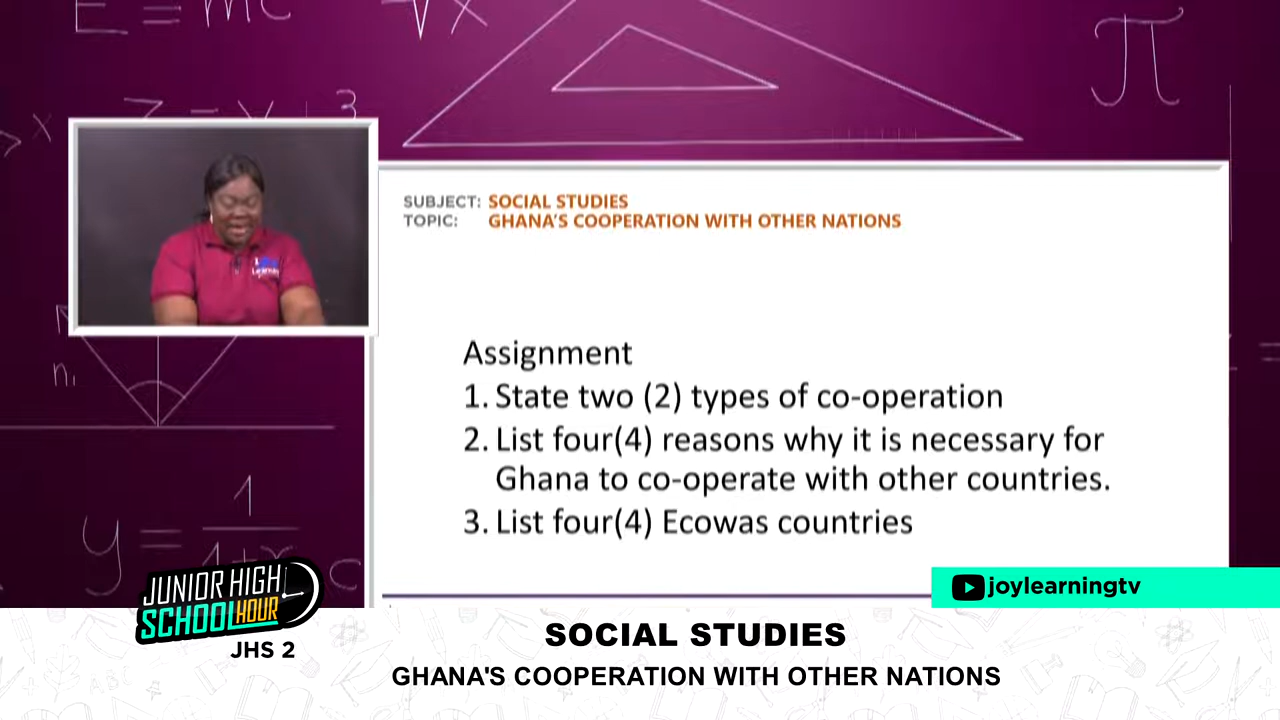 E = mc
√x
π
SUBJECT: SOCIAL STUDIES
TOPIC: GHANA'S COOPERATION WITH OTHER NATIONS
Assignment
1. State two (2) types of co-operation
2. List four(4) reasons why it is necessary for
Ghana to co-operate with other countries.
3. List four(4) Ecowas countries
joylearningtv
JUNIOR HIGH
SCHOOL HOUR
JHS 2
SOCIAL STUDIES
GHANA'S COOPERATION WITH OTHER NATIONS